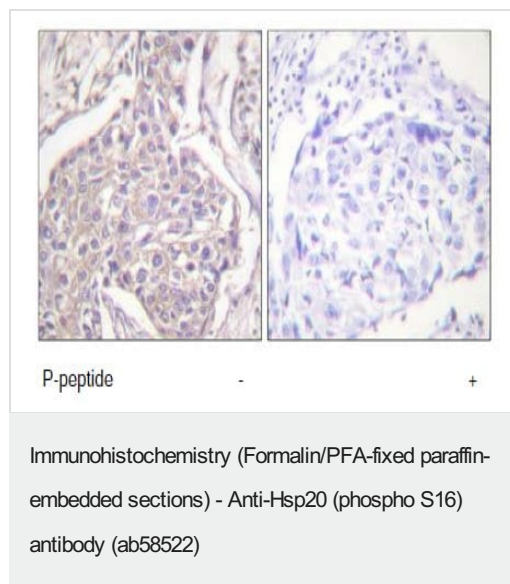 P-peptide - +
Immunohistochemistry (Formalin/PFA-fixed paraffin-
embedded sections) - Anti-Hsp20 (phospho S16)
antibody (ab58522)